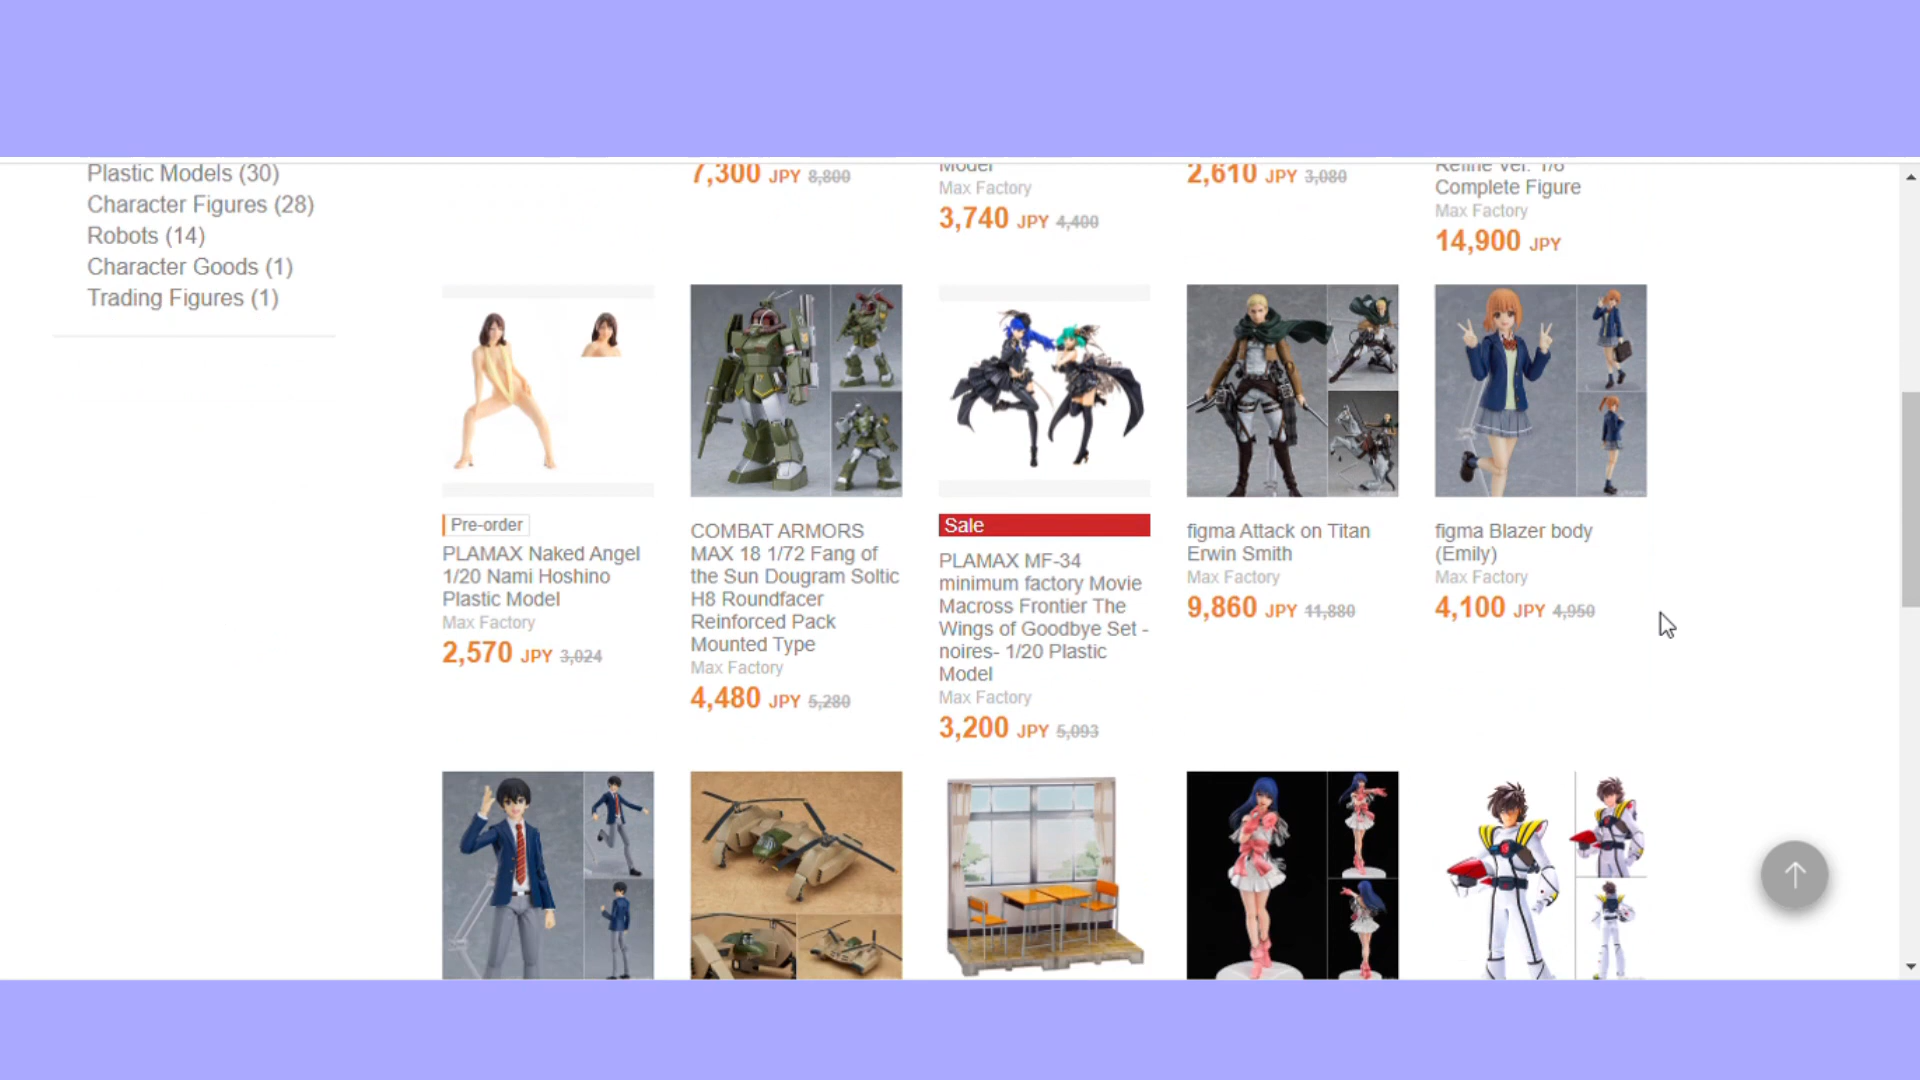 Plastic Models (30)
Character Figures (28)
Robots (14)
Character Goods (1)
Trading Figures (1)
7,300 JPY 8,800
Model
Max Factory
3,740 JPY 4,400
2,610 JPY 3,080
Refine Ver. 1/8
Complete Figure
Max Factory
14,900 JPY
Pre-order
PLAMAX Naked Angel
1/20 Nami Hoshino
Plastic Model
Max Factory
2,570 JPY 3,024
COMBAT ARMORS
MAX 18 1/72 Fang of
the Sun Dougram Soltic
H8 Roundfacer
Reinforced Pack
Mounted Type
Max Factory
4,480 JPY 5,280
Sale
PLAMAX MF-34
minimum factory Movie
Macross Frontier The
Wings of Goodbye Set -
noires- 1/20 Plastic
Model
Max Factory
3,200 JPY 5,093
figma Attack on Titan
Erwin Smith
Max Factory
9,860 JPY 11,880
figma Blazer body
(Emily)
Max Factory
4,100 JPY 4,950